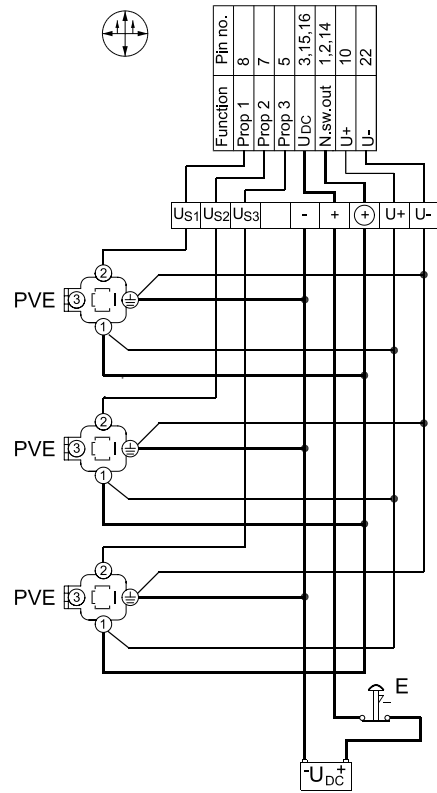 Function Pin no.
Prop 1 8
Prop 2 7
Prop 3 5
UDC 3,15,16
N.sw.out 1,2,14
U+ 10
U- 22
US1 US2 US3 - + + U+ U-
2
PVE 3
1
2
PVE 3
1
2
PVE 3
1
E
- UDC +